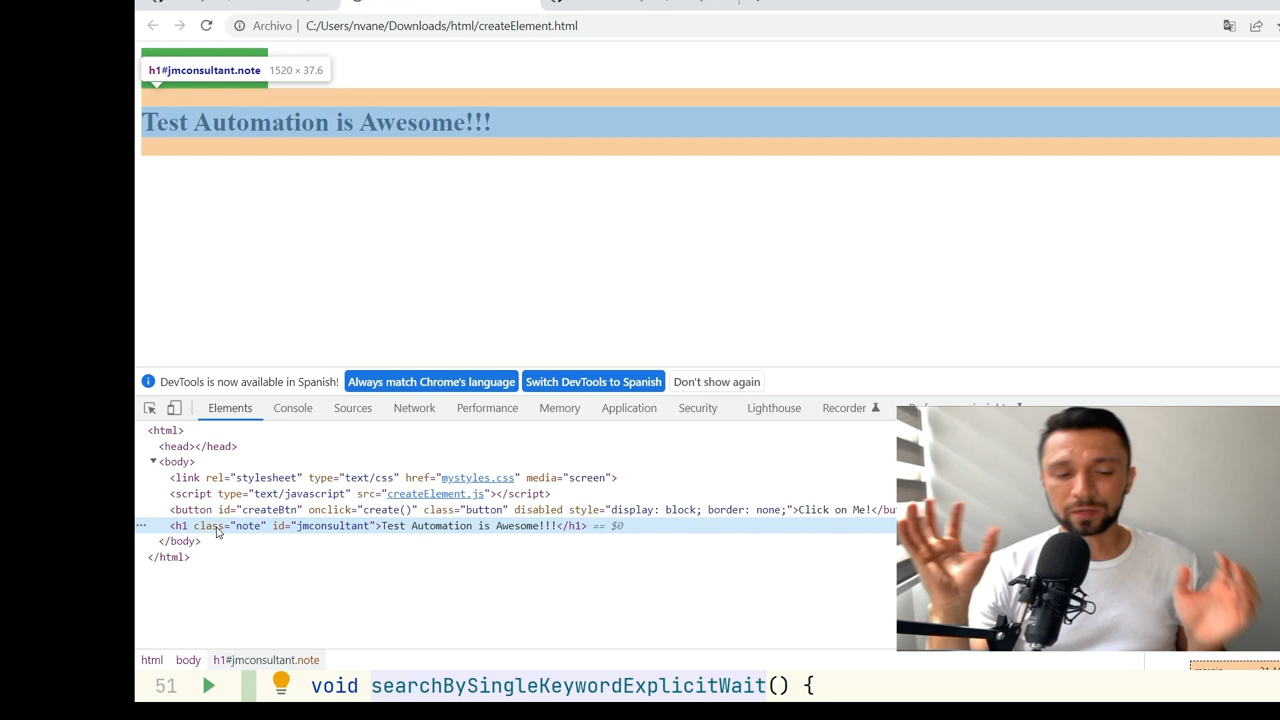 Archivo C:/Users/nvane/Downloads/html/createElement.html
h1#jmconsultant.note 1520 × 37.6
Test Automation is Awesome!!!
DevTools is now available in Spanish! Always match Chrome's language Switch DevTools to Spanish Don't show again
Elements Console Sources Network Performance Memory Application Security Lighthouse Recorder
<html>
<head></head>
<body>
<link rel="stylesheet" type="text/css" href="mystyles.css" media="screen">
<script type="text/javascript" src="createElement.js"></script>
<button id="createBtn" onclick="create()" class="button" disabled style="display: block; border: none;">Click on Me!</bu
··· <h1 class="note" id="jmconsultant">Test Automation is Awesome!!!</h1> == $0
</body>
</html>
html body h1#jmconsultant.note
51 void searchBySingleKeywordExplicitWait() {